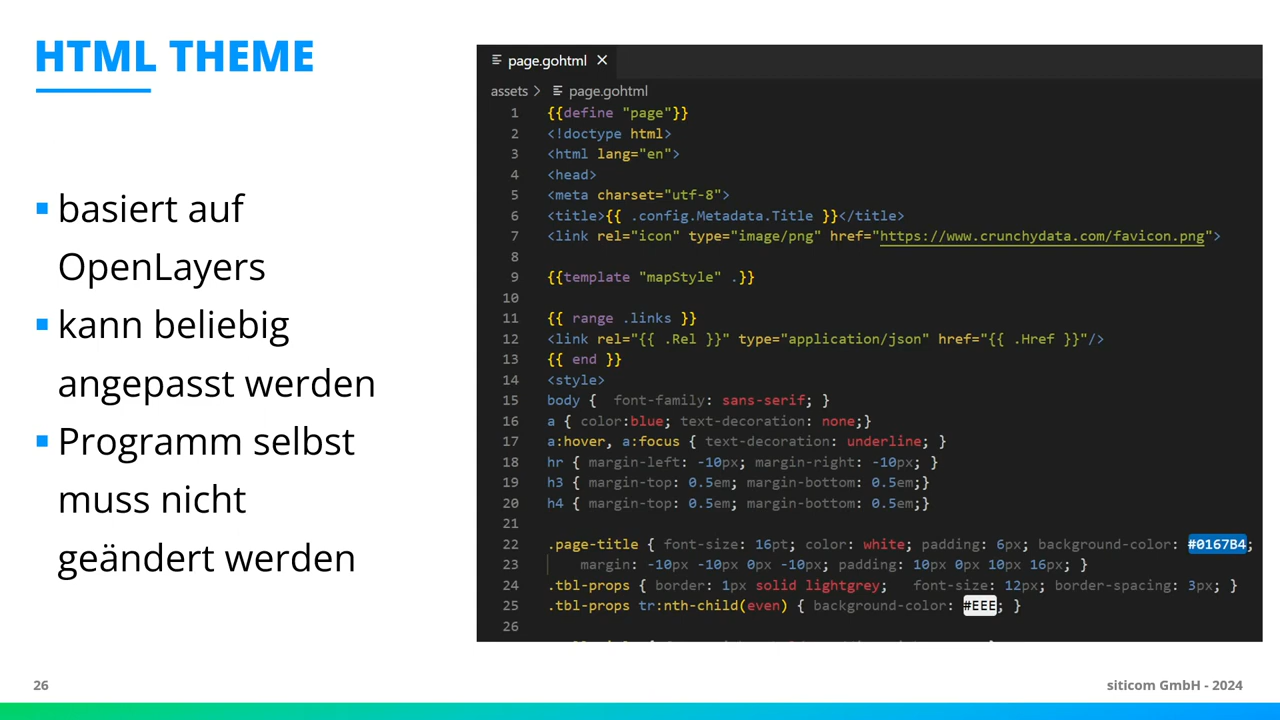 HTML THEME
basiert auf
OpenLayers
kann beliebig
angepasst werden
Programm selbst
muss nicht
geändert werden
page.gohtml ×
assets > page.gohtml
1 {{define "page"}}
2 <!doctype html>
3 <html lang="en">
4 <head>
5 <meta charset="utf-8">
6 <title>{{ .config.Metadata.Title }}</title>
7 <link rel="icon" type="image/png" href="https://www.crunchydata.com/favicon.png">
8
9 {{template "mapStyle" .}}
10
11 {{ range .links }}
12 <link rel="{{ .Rel }}" type="application/json" href="{{ .Href }}"/>
13 {{ end }}
14 <style>
15 body {  font-family: sans-serif; }
16 a { color:blue; text-decoration: none;}
17 a:hover, a:focus { text-decoration: underline; }
18 hr { margin-left: -10px; margin-right: -10px; }
19 h3 { margin-top: 0.5em; margin-bottom: 0.5em;}
20 h4 { margin-top: 0.5em; margin-bottom: 0.5em;}
21
22 .page-title { font-size: 16pt; color: white; padding: 6px; background-color: #0167B4;
23     margin: -10px -10px 0px -10px; padding: 10px 0px 10px 16px; }
24 .tbl-props { border: 1px solid lightgrey;   font-size: 12px; border-spacing: 3px; }
25 .tbl-props tr:nth-child(even) { background-color: #EEE; }
26
26
siticom GmbH - 2024